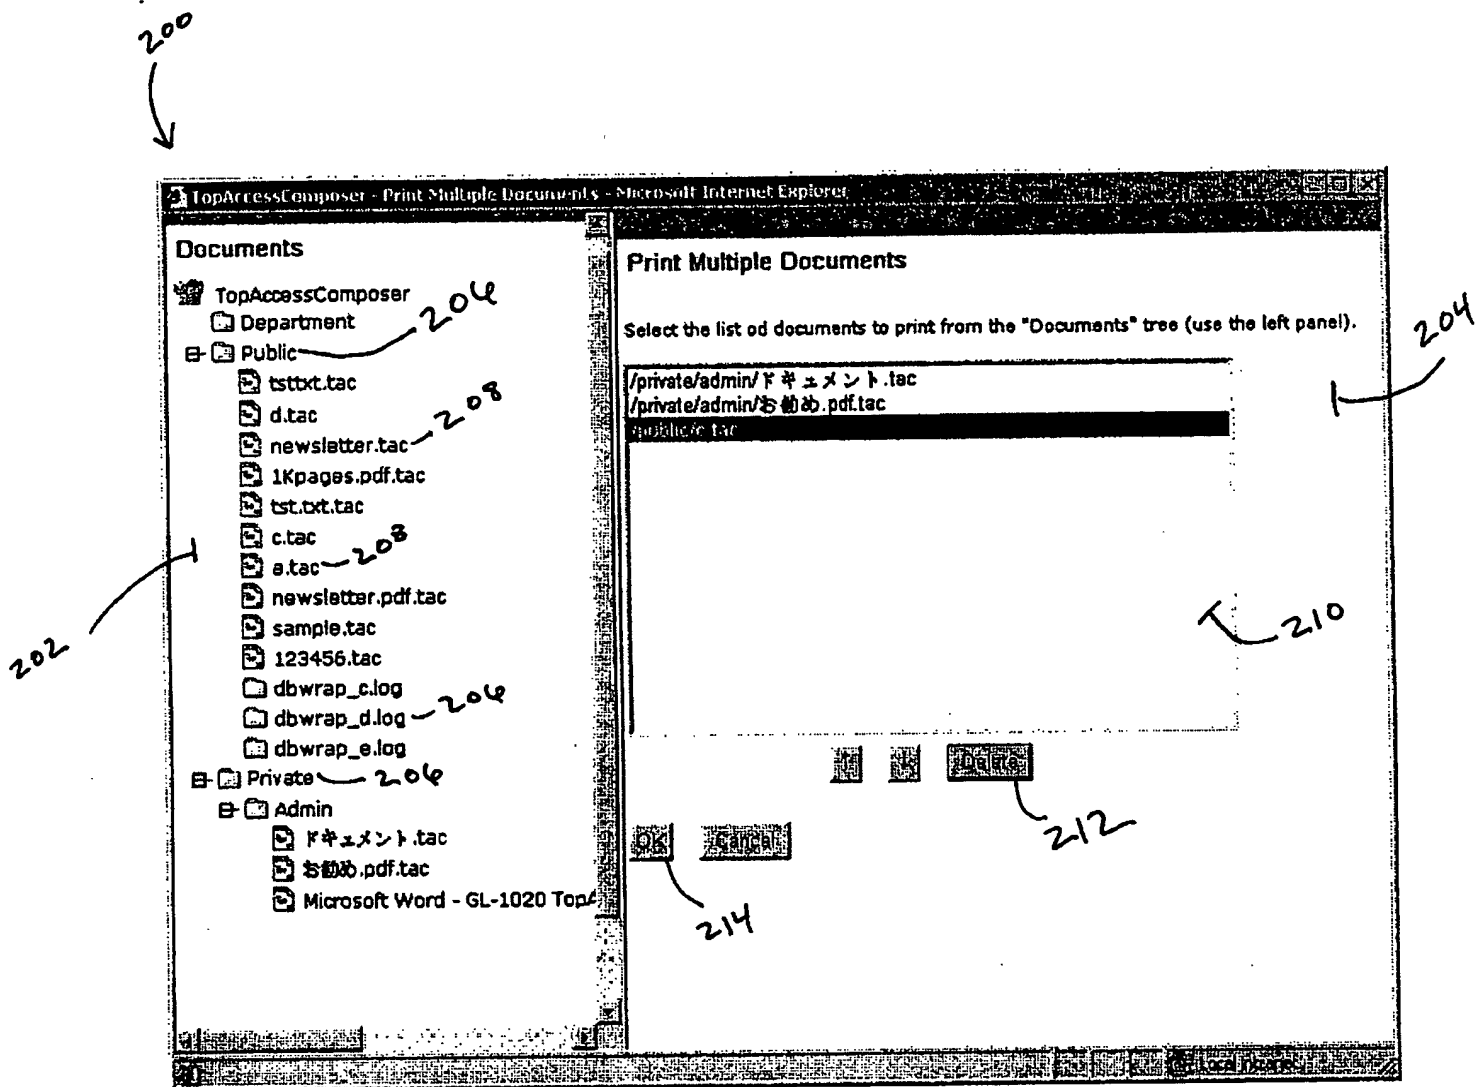 200
TopAccessComposer - Print Multiple Documents - Microsoft Internet Explorer
Documents
TopAccessComposer
Department
Public 206
tsttxt.tac
d.tac
newsletter.tac 208
1Kpages.pdf.tac
tst.txt.tac
c.tac
a.tac 208
newsletter.pdf.tac
sample.tac
123456.tac
dbwrap_c.log
dbwrap_d.log 206
dbwrap_e.log
Private 206
Admin
ドキュメント.tac
お勧め.pdf.tac
Microsoft Word - GL-1020 TopA
202
Print Multiple Documents
Select the list od documents to print from the "Documents" tree (use the left panel).
204
/private/admin/ドキュメント.tac
/private/admin/お勧め.pdf.tac
/public/c.tac
210
Delete
212
OK Cancel
214
Local intranet